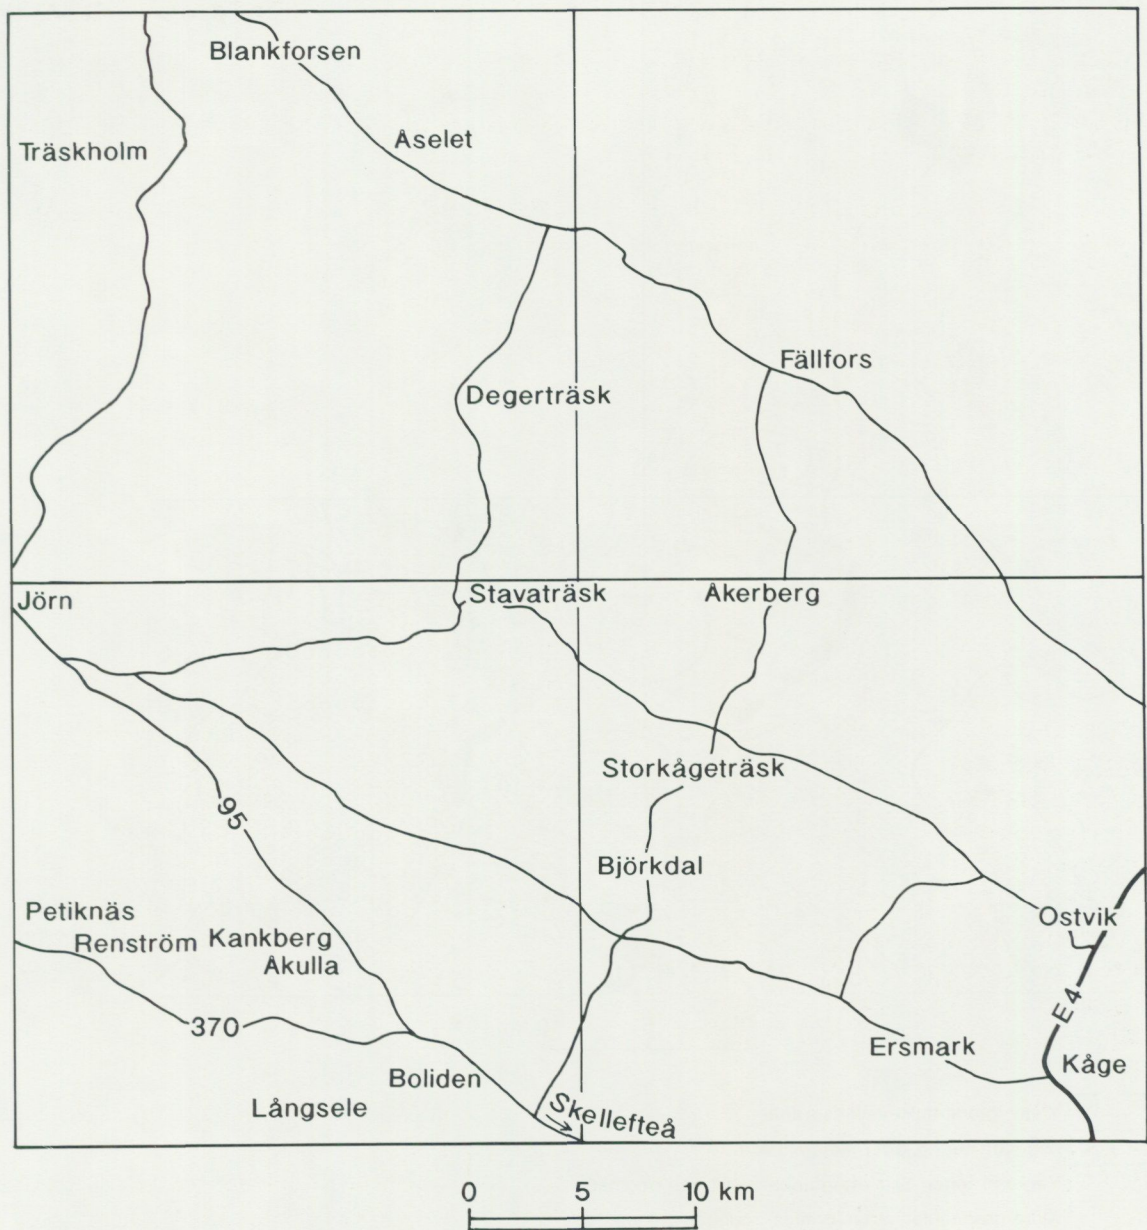 Blankforsen
Åselet
Träskholm
Fällfors
Degerträsk
Jörn
Stavaträsk
Åkerberg
Storkågeträsk
95
Björkdal
Petiknäs
Ostvik
Renström
Kankberg
Åkulla
E4
370
Ersmark
Kåge
Boliden
Långsele
Skellefteå
0 5 10 km